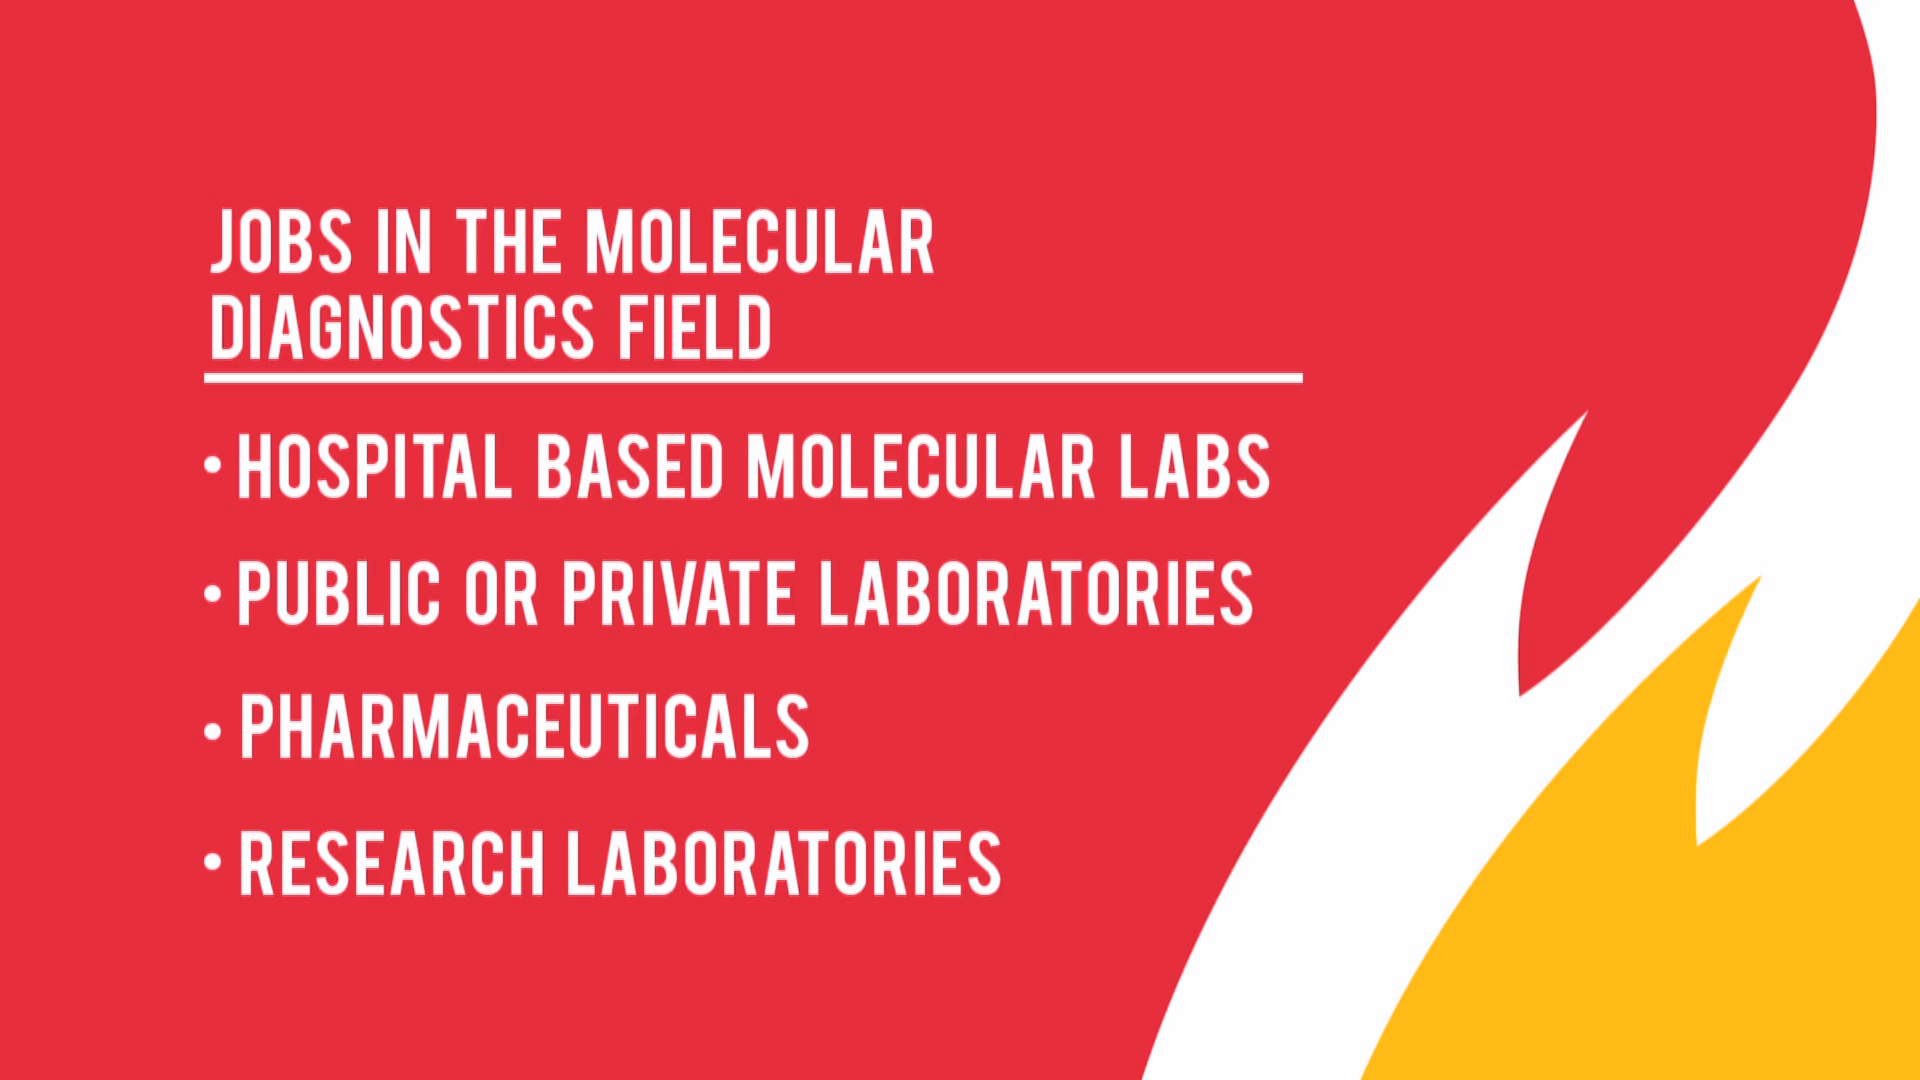 JOBS IN THE MOLECULAR
DIAGNOSTICS FIELD
• HOSPITAL BASED MOLECULAR LABS
• PUBLIC OR PRIVATE LABORATORIES
• PHARMACEUTICALS
• RESEARCH LABORATORIES